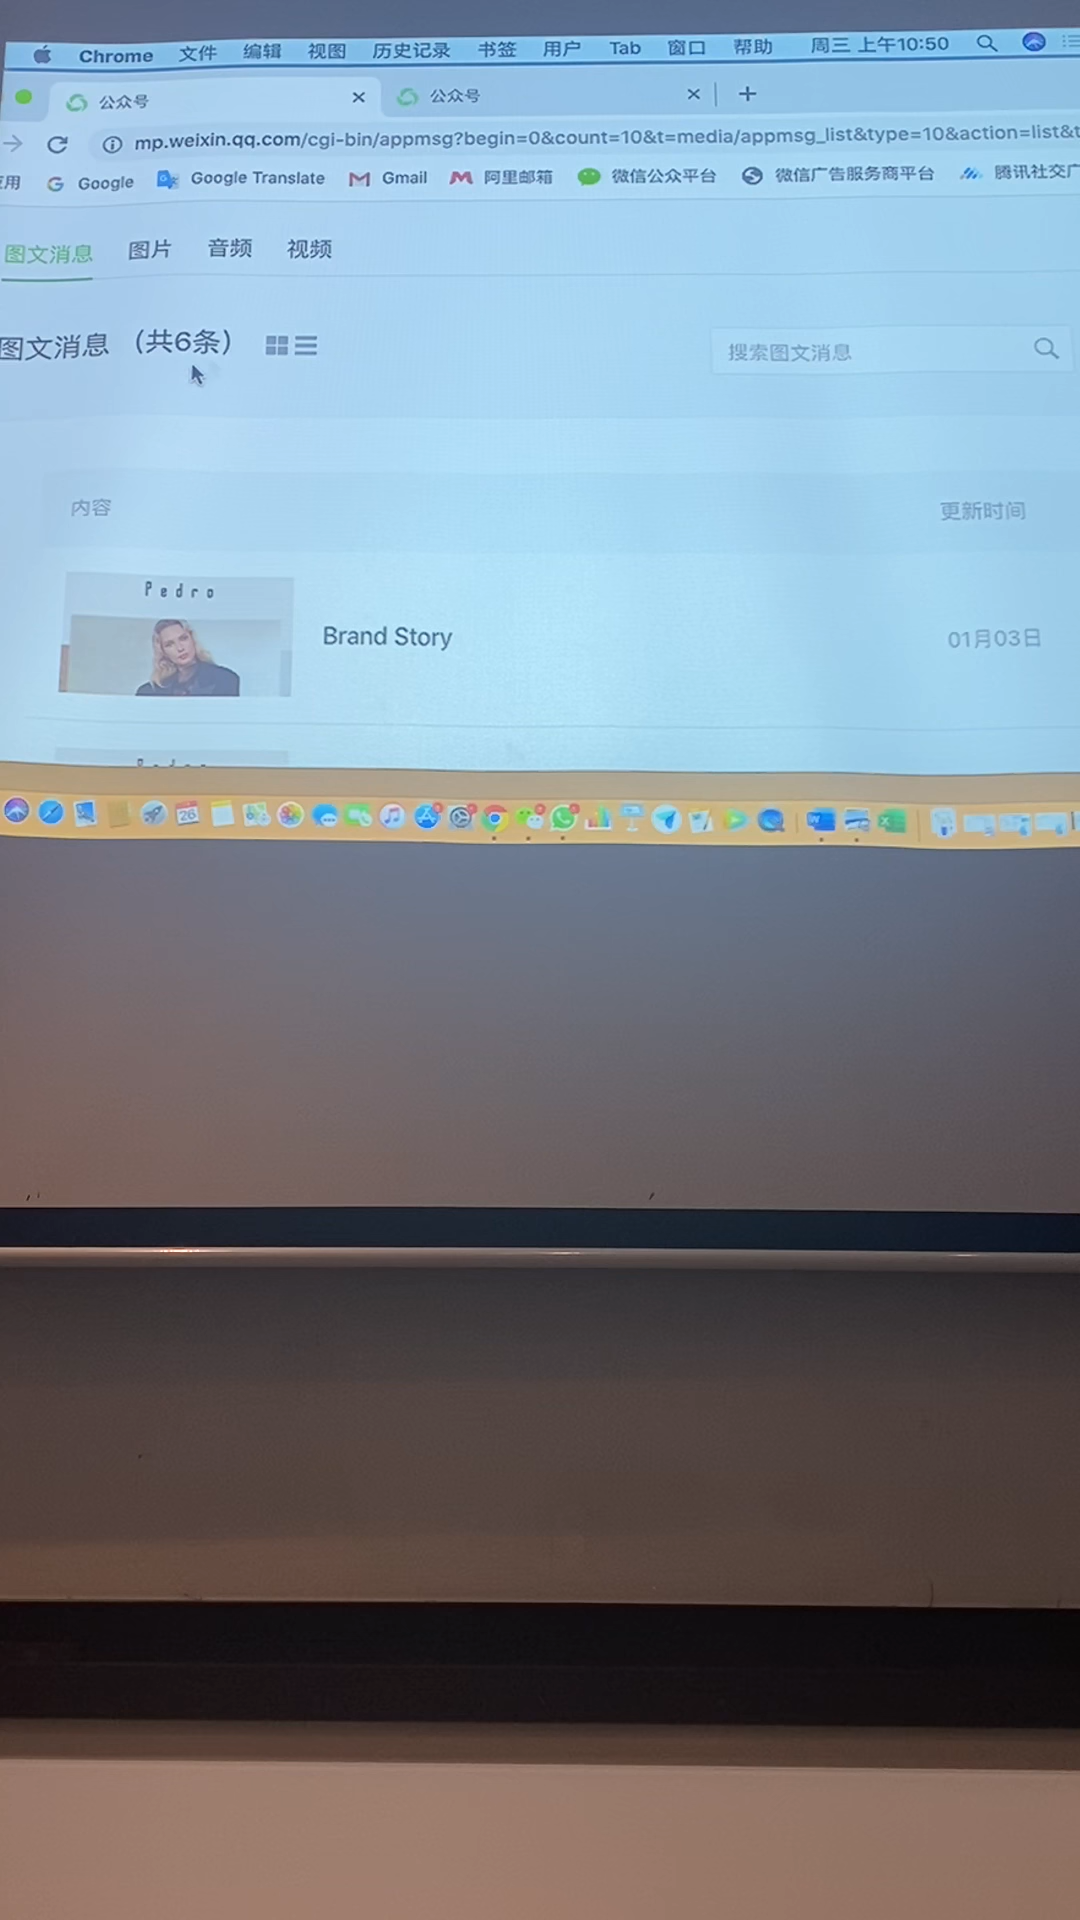 Chrome 文件 编辑 视图 历史记录 书签 用户 Tab 窗口 帮助 周三 上午10:50
公众号 公众号
mp.weixin.qq.com/cgi-bin/appmsg?begin=0&count=10&t=media/appmsg_list&type=10&action=list&t
用 Google Google Translate Gmail 阿里邮箱 微信公众平台 微信广告服务商平台 腾讯社交广
图文消息 图片 音频 视频
图文消息 （共6条）
搜索图文消息
内容 更新时间
Pedro
Brand Story 01月03日
26